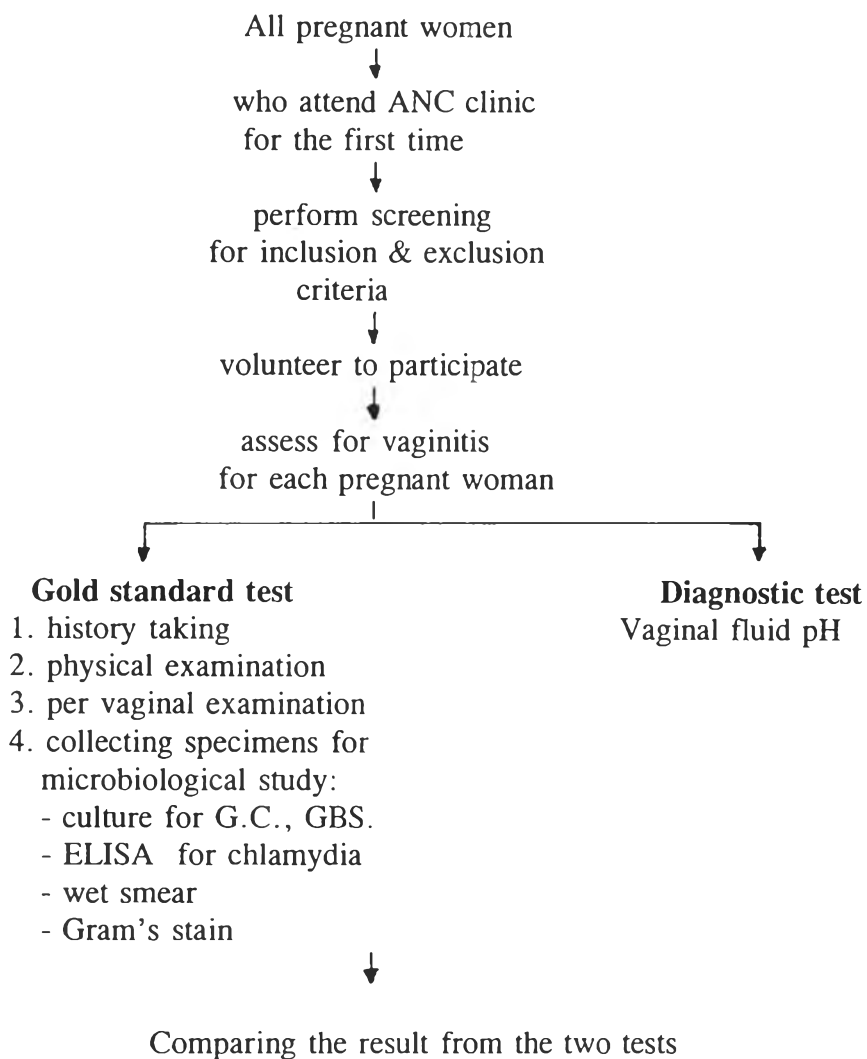 All pregnant women
who attend ANC clinic
for the first time
perform screening
for inclusion & exclusion
criteria
volunteer to participate
assess for vaginitis
for each pregnant woman
Gold standard test
1. history taking
2. physical examination
3. per vaginal examination
4. collecting specimens for
microbiological study:
- culture for G.C., GBS.
- ELISA for chlamydia
- wet smear
- Gram's stain
Diagnostic test
Vaginal fluid pH
Comparing the result from the two tests